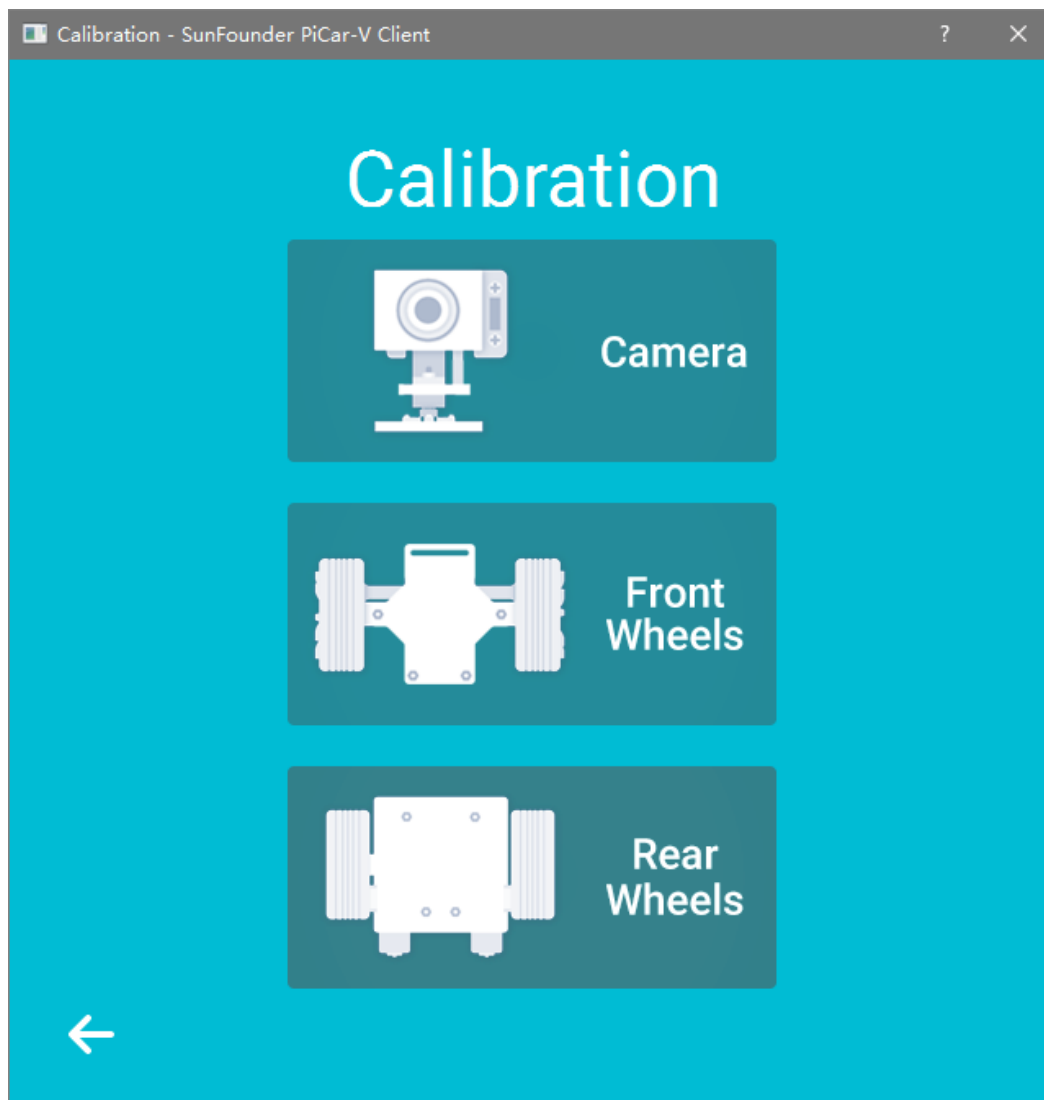 Calibration - SunFounder PiCar-V Client
?
Calibration
Camera
Front
Wheels
Rear
Wheels